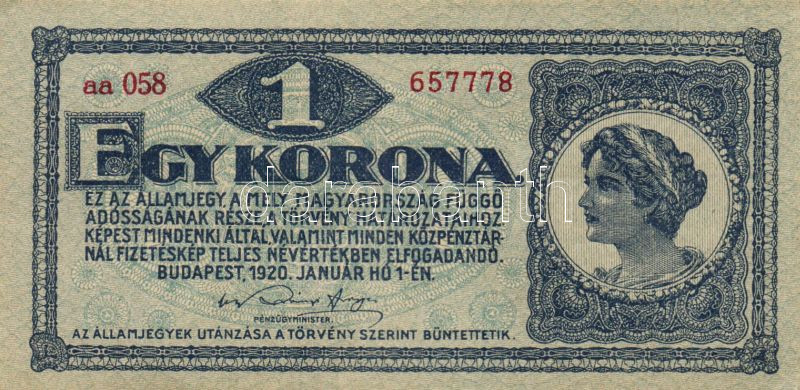 aa 058
657778
1
EGY KORONA
EZ AZ ÁLLAMJEGY, A MELY MAGYARORSZÁG FÜGGŐ
ADÓSSÁGÁNAK RÉSZE, A TÖRVÉNY HATÁROZATAIHOZ
KÉPEST MINDENKI ÁLTAL, VALAMINT MINDEN KÖZPÉNZTÁR-
NÁL FIZETÉSKÉP TELJES NÉVÉRTÉKBEN ELFOGADANDÓ.
BUDAPEST, 1920. JANUÁR HÓ 1-ÉN.
PÉNZÜGYMINISTER.
AZ ÁLLAMJEGYEK UTÁNZÁSA A TÖRVÉNY SZERINT BÜNTETTETIK.
darabanth